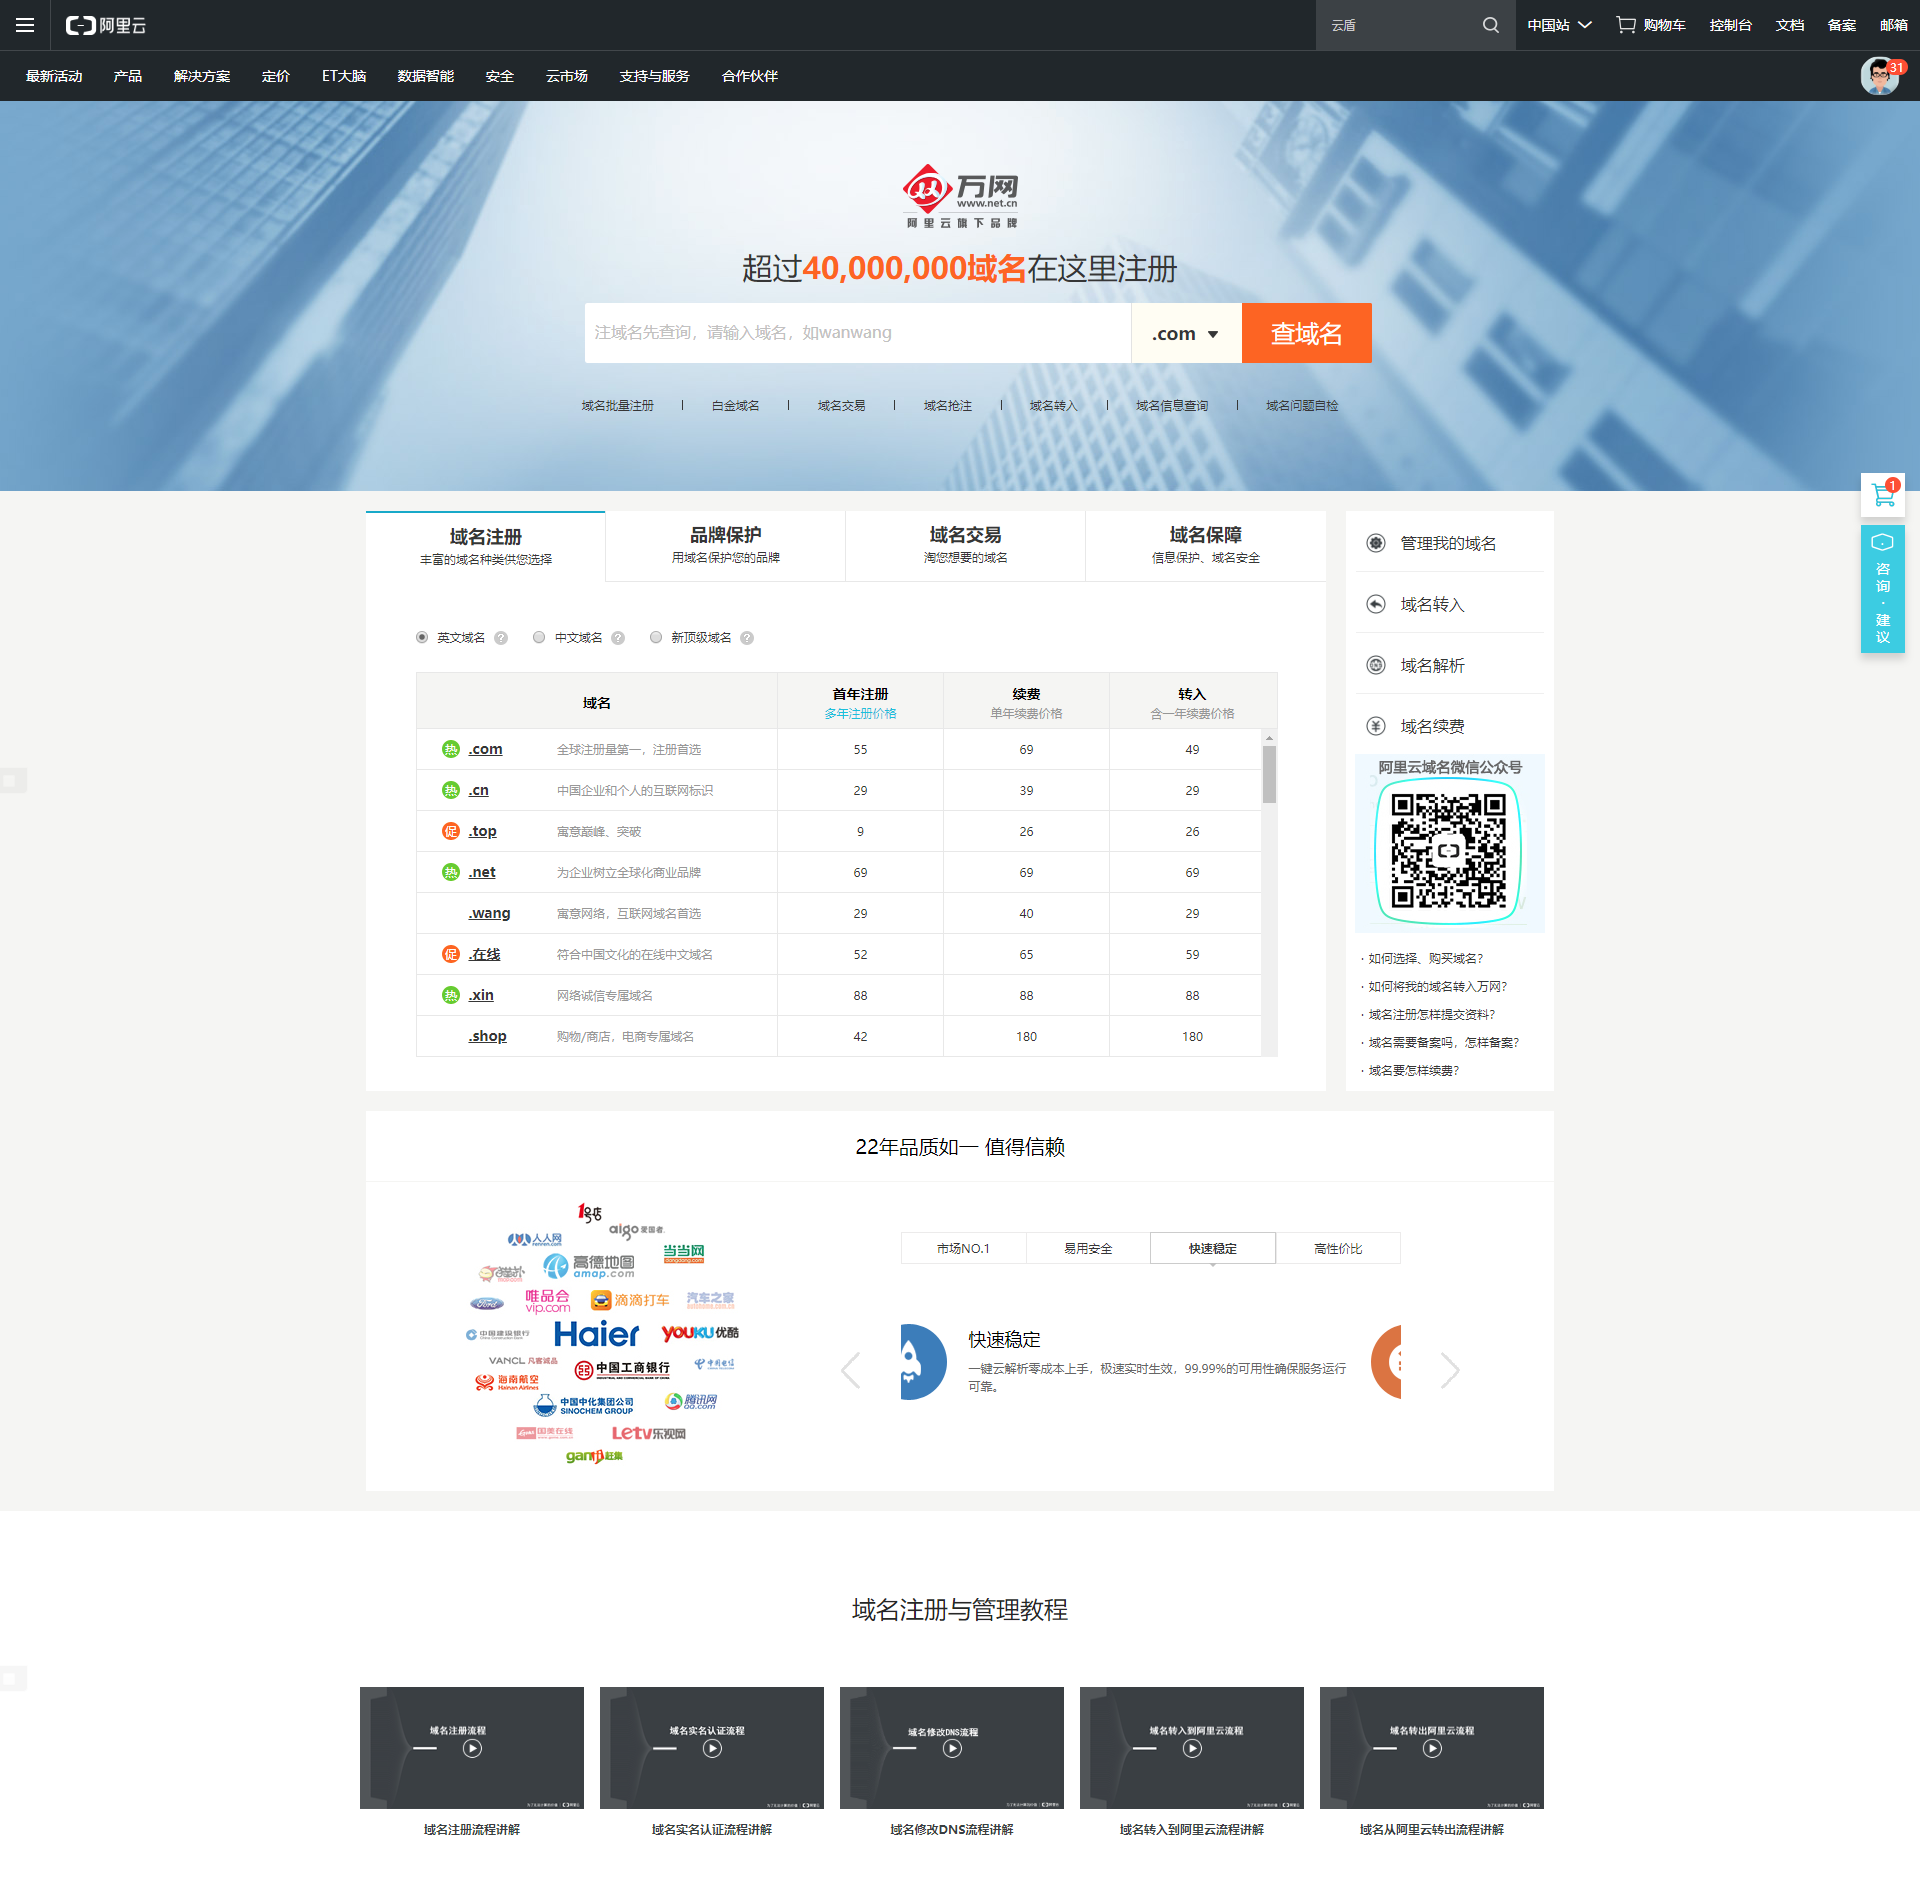 阿里云
云盾
中国站
购物车
控制台
文档
备案
邮箱
最新活动
产品
解决方案
定价
ET大脑
数据智能
安全
云市场
支持与服务
合作伙伴
31
万网
www.net.cn
阿里云旗下品牌
超过40,000,000域名在这里注册
注域名先查询，请输入域名，如wanwang
.com
查域名
域名批量注册 | 白金域名 | 域名交易 | 域名抢注 | 域名转入 | 域名信息查询 | 域名问题自检
1
咨询·建议
域名注册
丰富的域名种类供您选择
品牌保护
用域名保护您的品牌
域名交易
淘您想要的域名
域名保障
信息保护、域名安全
英文域名 ? 中文域名 ? 新顶级域名 ?
域名
首年注册
多年注册价格
续费
单年续费价格
转入
含一年续费价格
热 .com 全球注册量第一，注册首选 55 69 49
热 .cn 中国企业和个人的互联网标识 29 39 29
促 .top 寓意巅峰、突破 9 26 26
热 .net 为企业树立全球化商业品牌 69 69 69
.wang 寓意网络，互联网域名首选 29 40 29
促 .在线 符合中国文化的在线中文域名 52 65 59
热 .xin 网络诚信专属域名 88 88 88
.shop 购物/商店，电商专属域名 42 180 180
管理我的域名
域名转入
域名解析
域名续费
阿里云域名微信公众号
· 如何选择、购买域名？
· 如何将我的域名转入万网？
· 域名注册怎样提交资料？
· 域名需要备案吗，怎样备案？
· 域名要怎样续费？
22年品质如一 值得信赖
1号店
aigo 爱国者
人人网
当当网
高德地图
amap.com
Ford
唯品会
vip.com
滴滴打车
汽车之家
中国建设银行
Haier
YOUKU优酷
VANCL 凡客诚品
中国工商银行
中国电信
海南航空
Hainan Airlines
中国中化集团公司
SINOCHEM GROUP
腾讯网
QQ.com
国美在线
Letv乐视网
ganji赶集
市场NO.1
易用安全
快速稳定
高性价比
快速稳定
一键云解析零成本上手，极速实时生效，99.99%的可用性确保服务运行
可靠。
域名注册与管理教程
域名注册流程
域名实名认证流程
域名修改DNS流程
域名转入到阿里云流程
域名转出阿里云流程
域名注册流程讲解
域名实名认证流程讲解
域名修改DNS流程讲解
域名转入到阿里云流程讲解
域名从阿里云转出流程讲解